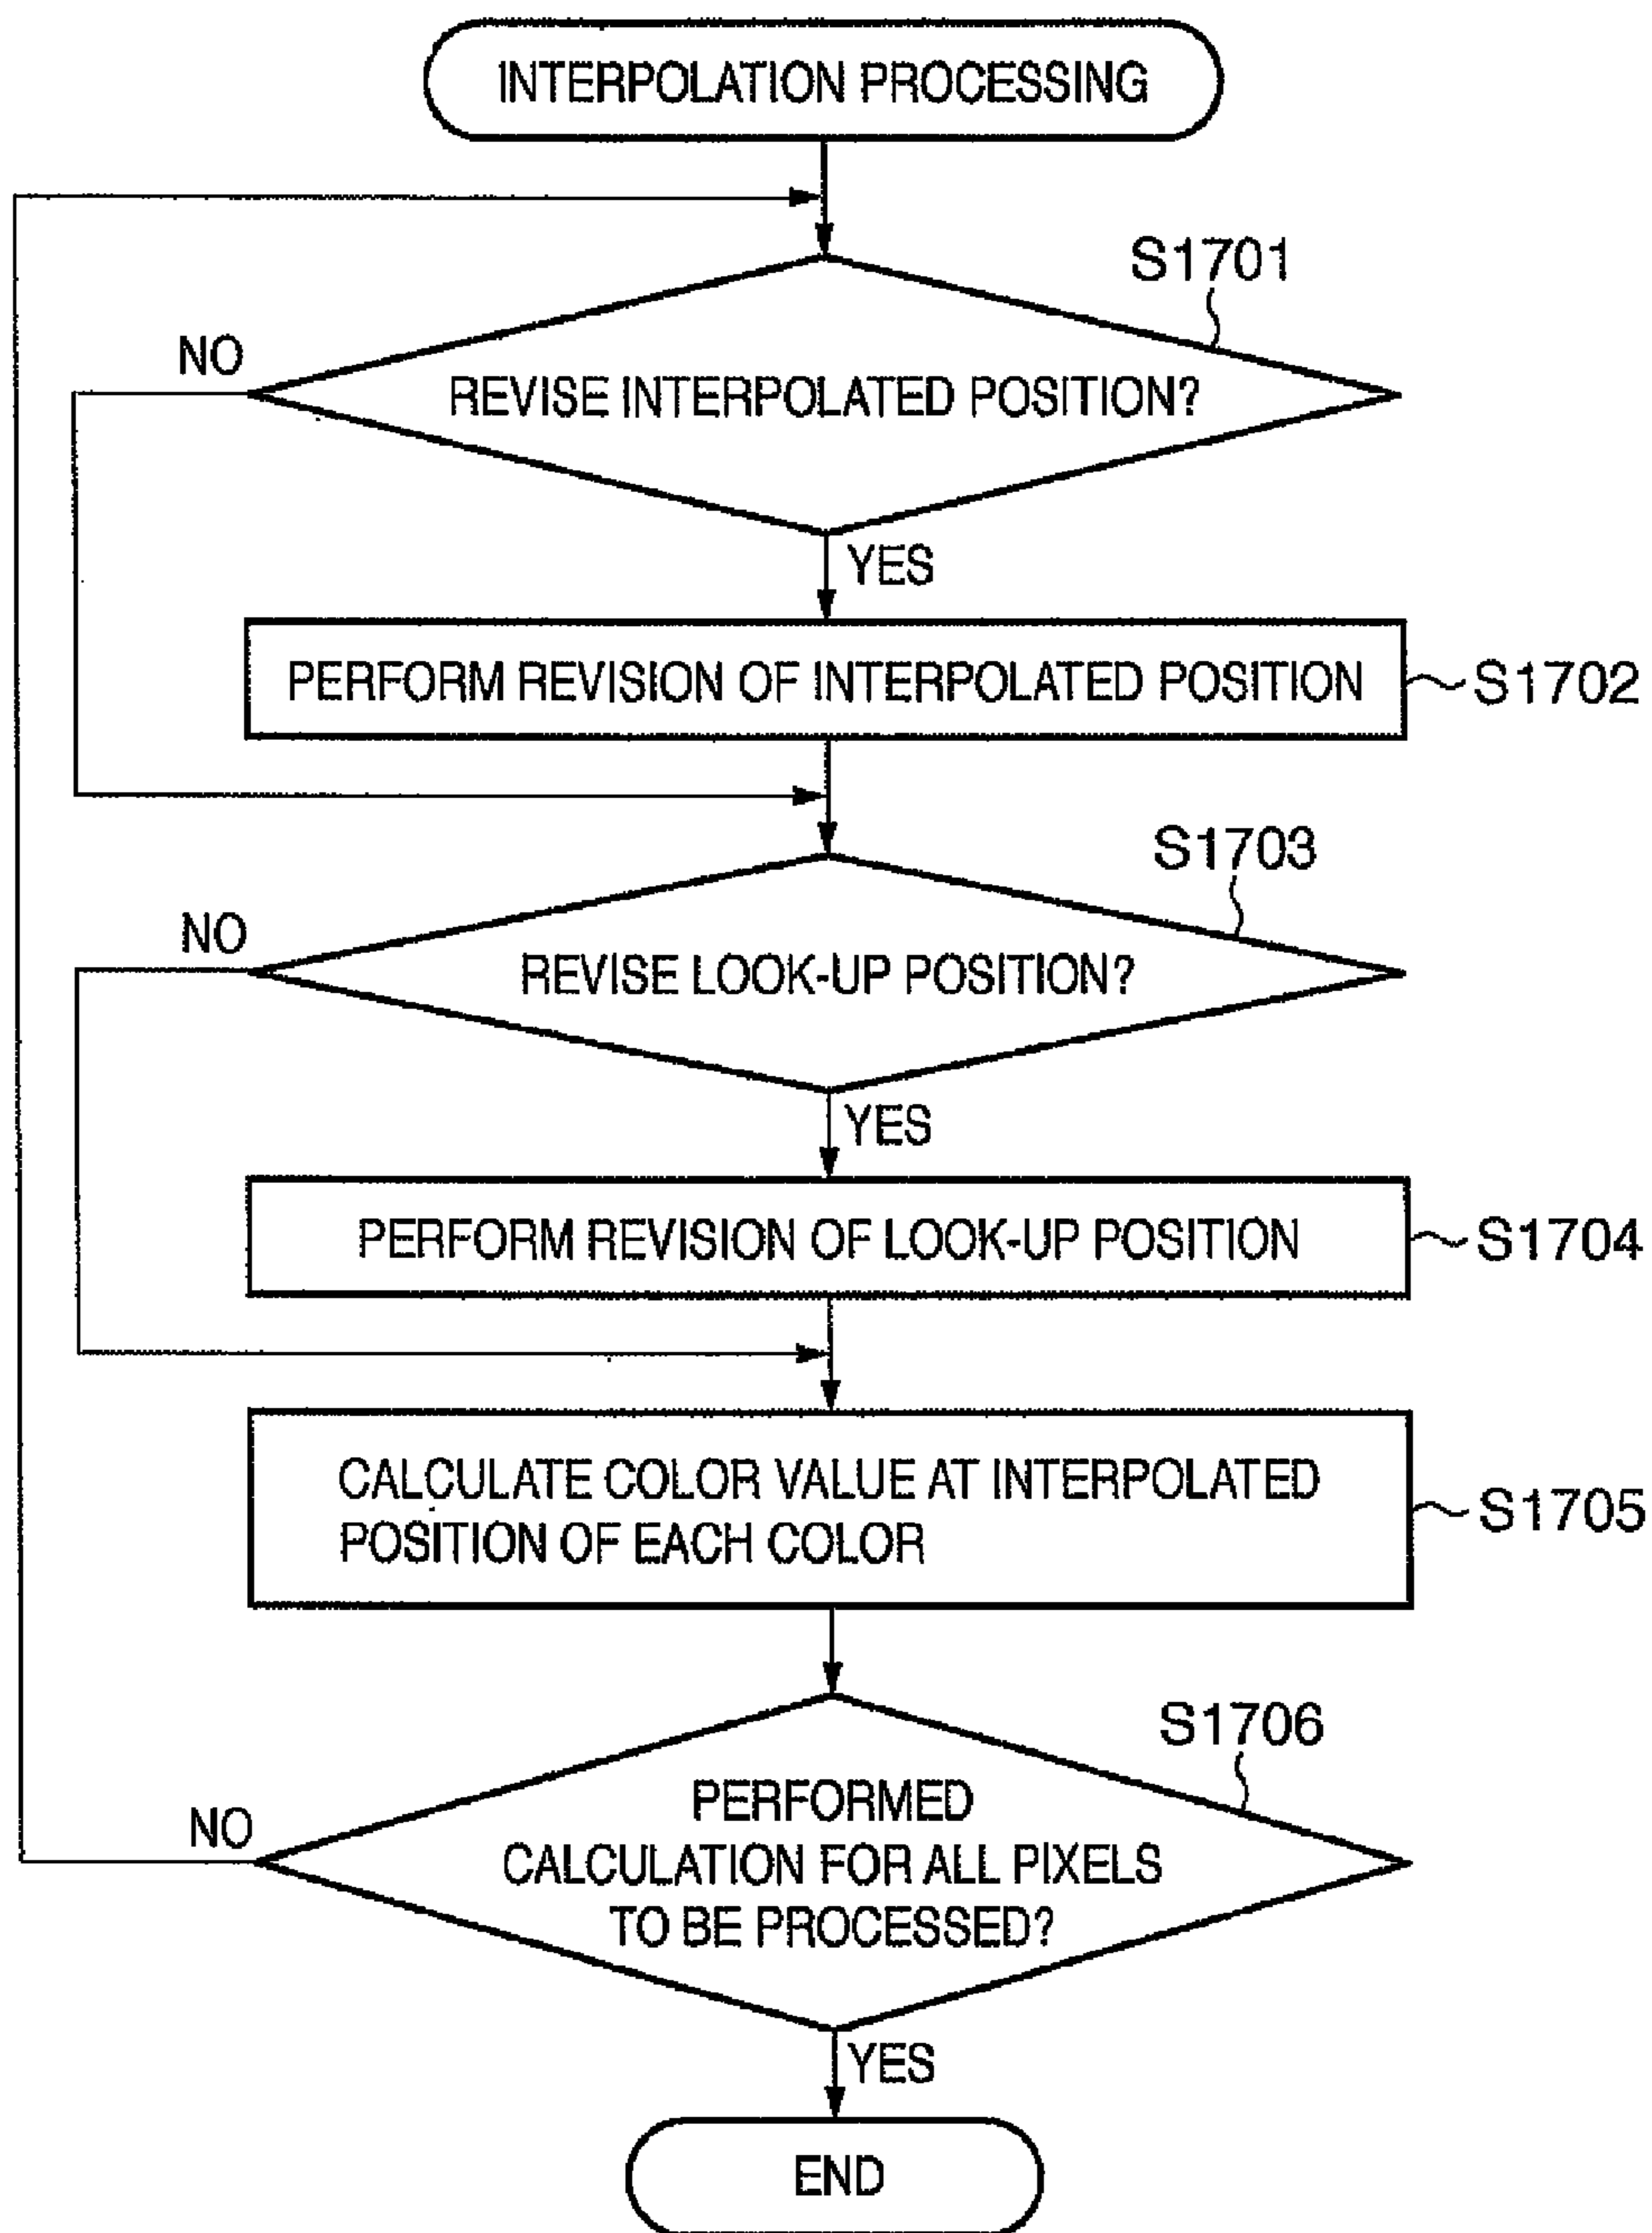 INTERPOLATION PROCESSING
S1701
NO
REVISE INTERPOLATED POSITION?
YES
PERFORM REVISION OF INTERPOLATED POSITION
S1702
S1703
NO
REVISE LOOK-UP POSITION?
YES
PERFORM REVISION OF LOOK-UP POSITION
S1704
CALCULATE COLOR VALUE AT INTERPOLATED
POSITION OF EACH COLOR
S1705
S1706
NO
PERFORMED
CALCULATION FOR ALL PIXELS
TO BE PROCESSED?
YES
END